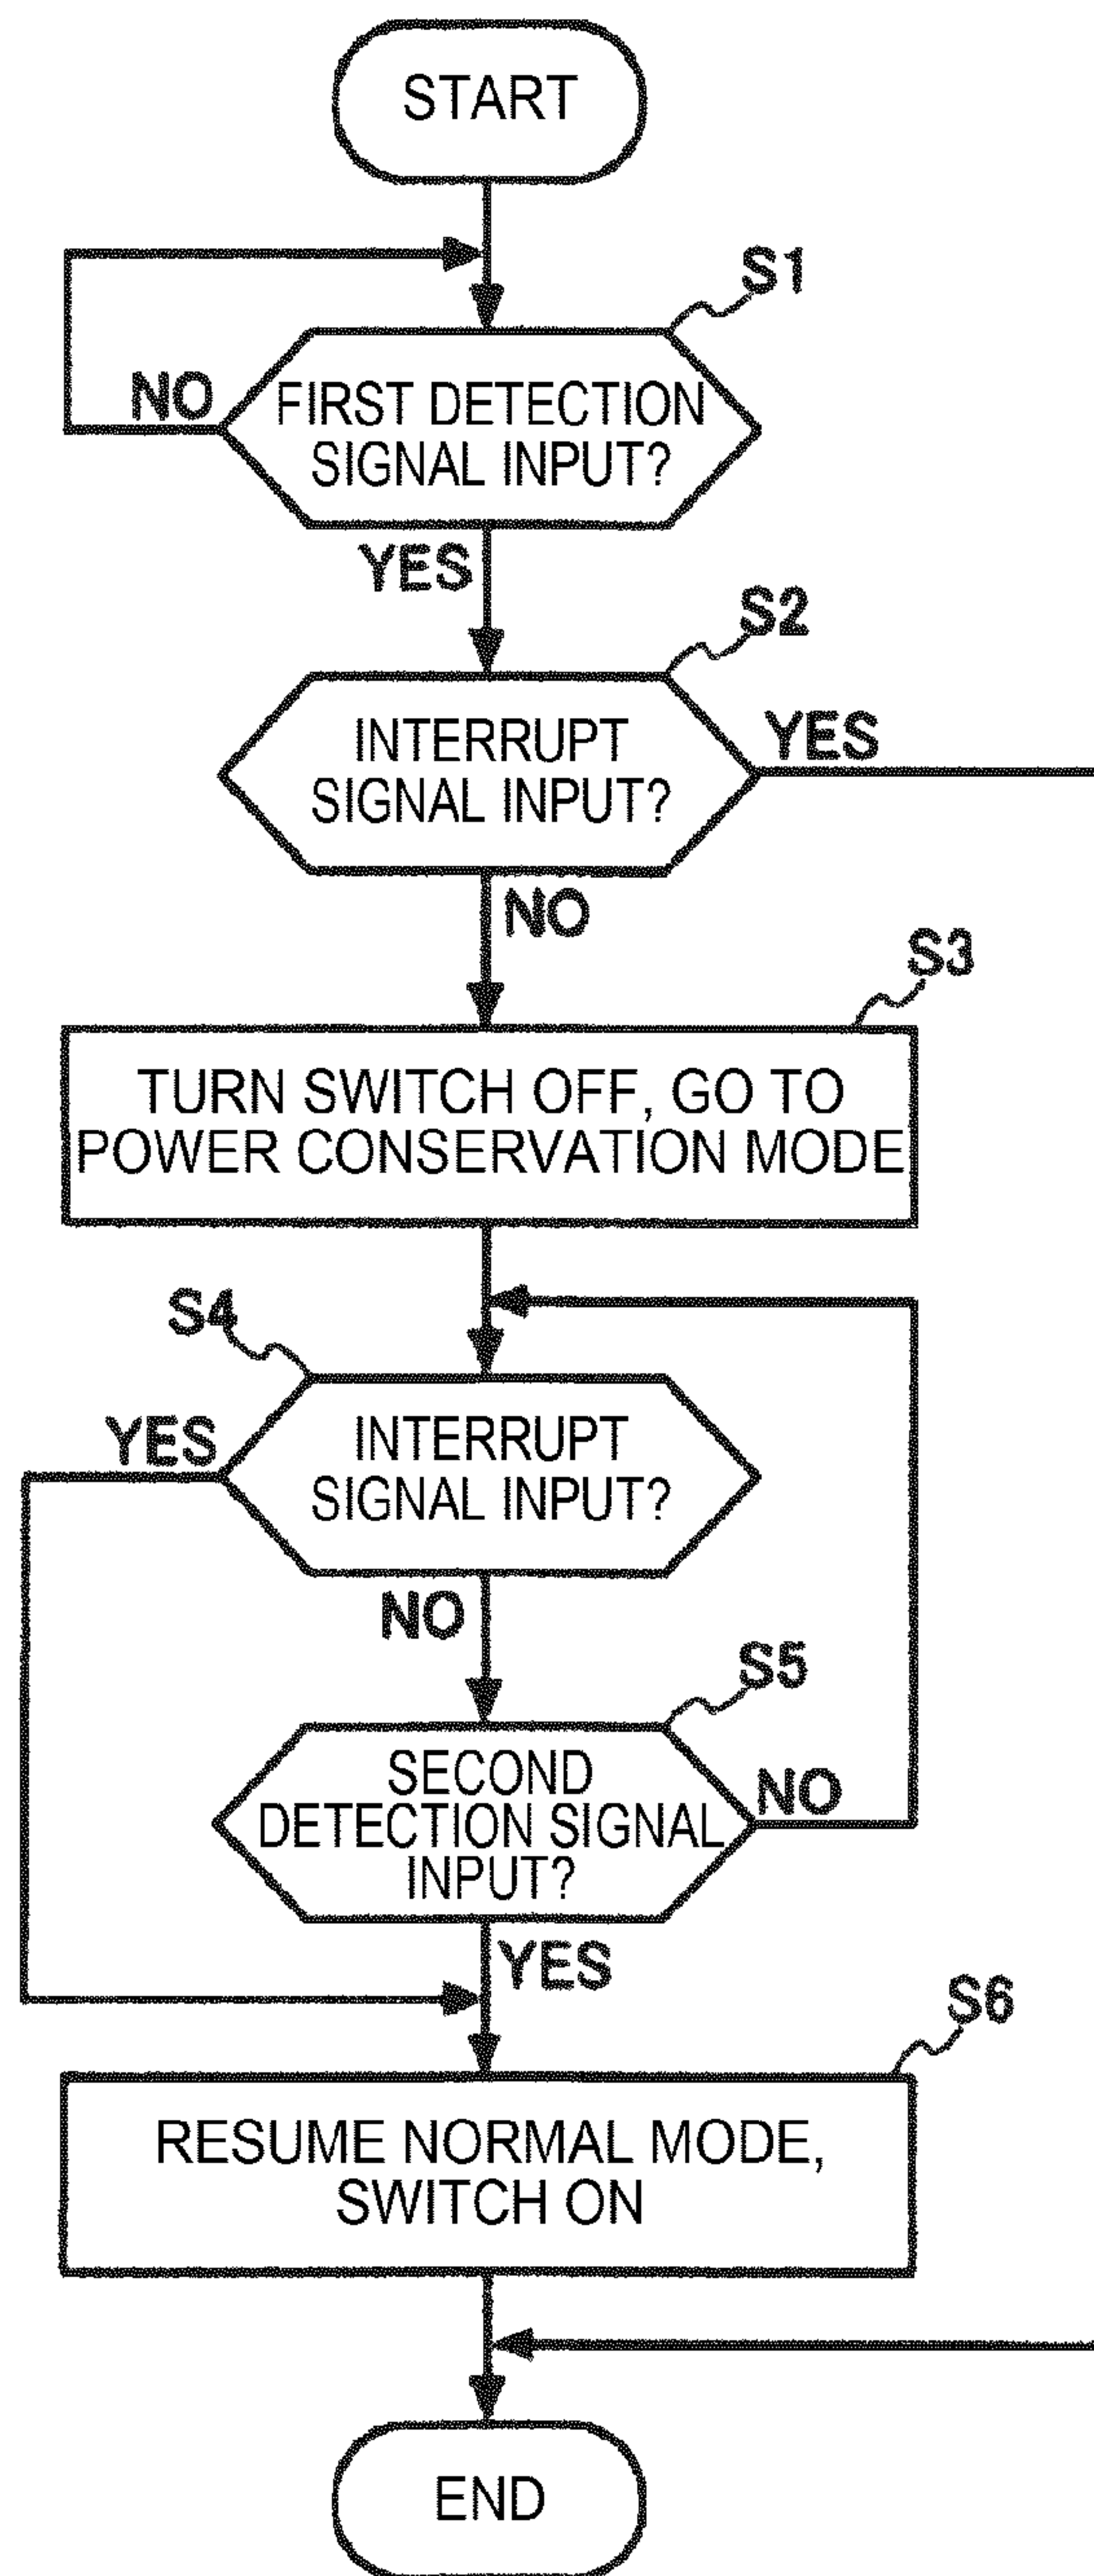 START
S1
NO
FIRST DETECTION
SIGNAL INPUT?
YES
S2
INTERRUPT
SIGNAL INPUT?
YES
NO
S3
TURN SWITCH OFF, GO TO
POWER CONSERVATION MODE
S4
YES
INTERRUPT
SIGNAL INPUT?
NO
S5
SECOND
DETECTION SIGNAL
INPUT?
NO
YES
S6
RESUME NORMAL MODE,
SWITCH ON
END